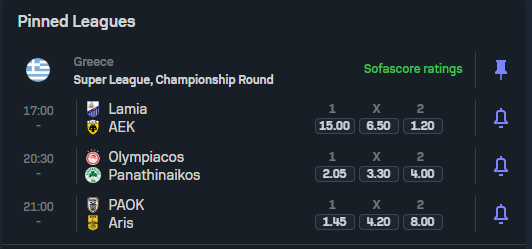 Pinned Leagues
Greece
Super League, Championship Round
Sofascore ratings
17:00
-
Lamia
AEK
1 X 2
15.00 6.50 1.20
20:30
-
Olympiacos
Panathinaikos
1 X 2
2.05 3.30 4.00
21:00
-
PAOK
Aris
1 X 2
1.45 4.20 8.00